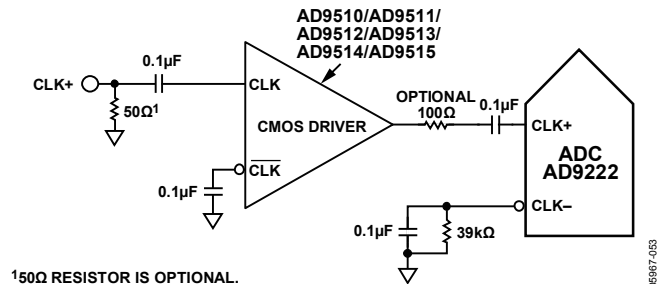 AD9510/AD9511/
AD9512/AD9513/
AD9514/AD9515
0.1µF
CLK+
CLK
50Ω¹
CMOS DRIVER
OPTIONAL
100Ω
0.1µF
CLK+
ADC
AD9222
C̅L̅K̅
0.1µF
CLK–
0.1µF
39kΩ
¹50Ω RESISTOR IS OPTIONAL.
05967-053